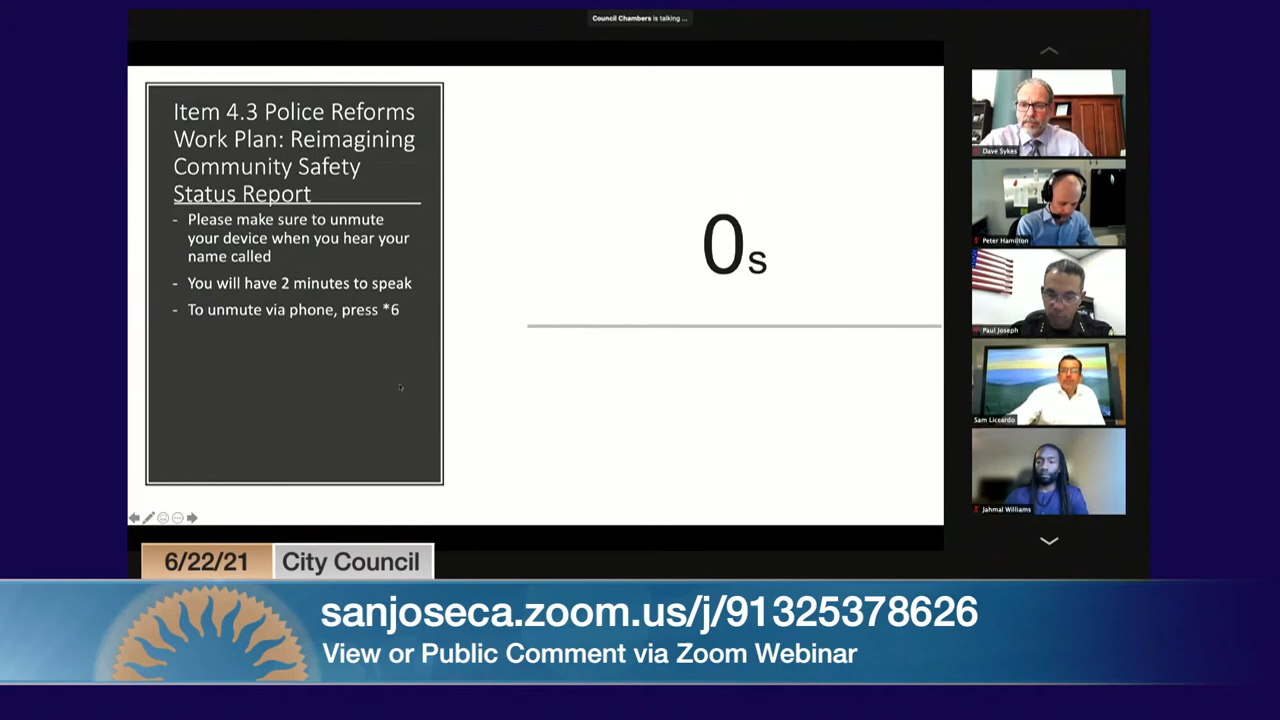 Council Chambers is talking ...
Item 4.3 Police Reforms
Work Plan: Reimagining
Community Safety
Status Report
- Please make sure to unmute
your device when you hear your
name called
- You will have 2 minutes to speak
- To unmute via phone, press *6
0s
Dave Sykes
Peter Hamilton
Paul Joseph
Sam Liccardo
Jahmal Williams
6/22/21 City Council
sanjoseca.zoom.us/j/91325378626
View or Public Comment via Zoom Webinar